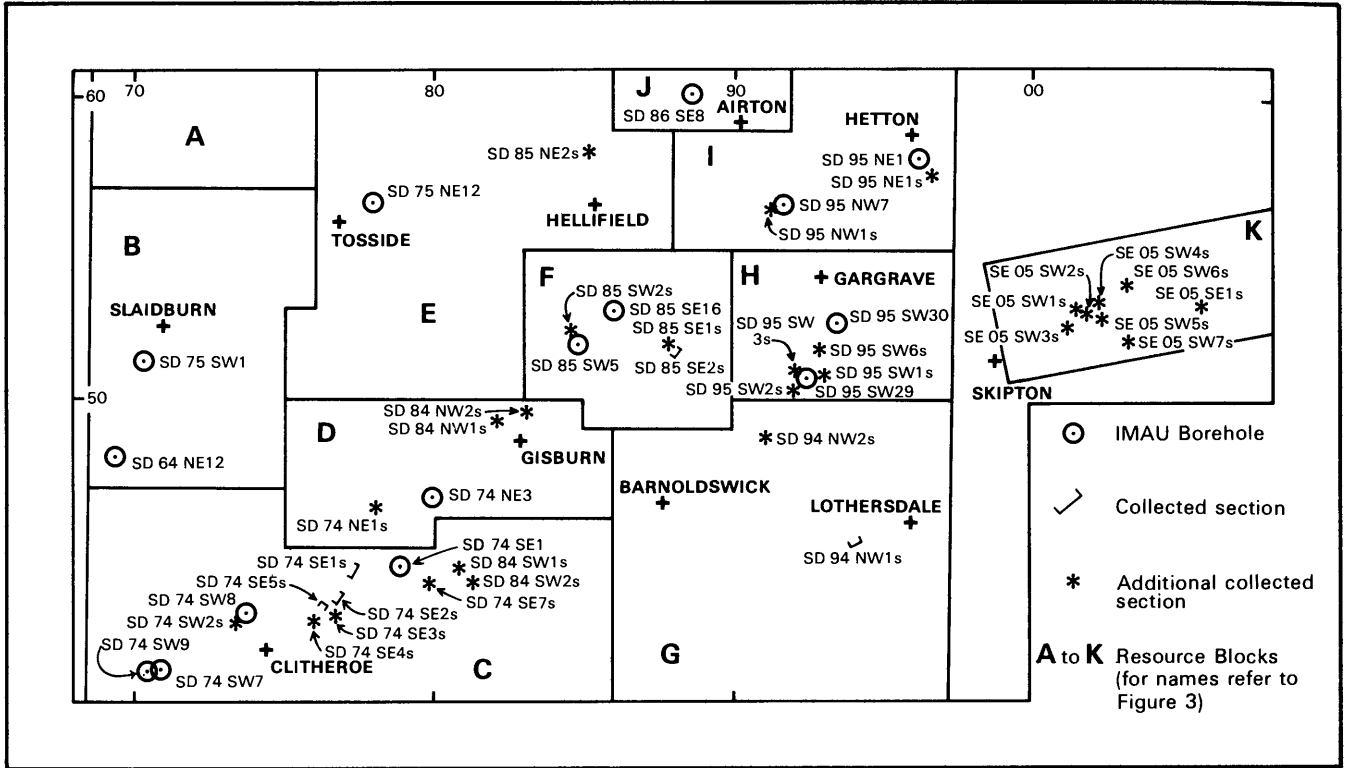 60
70
80
90
00
J
SD 86 SE8
AIRTON
HETTON
A
SD 85 NE2s
I
SD 95 NE1
SD 95 NE1s
SD 75 NE12
HELLIFIELD
TOSSIDE
SD 95 NW7
SD 95 NW1s
B
K
SLAIDBURN
SD 75 SW1
E
F
SD 85 SW2s
SD 85 SE16
SD 85 SE1s
SD 85 SW5
SD 85 SE2s
H
GARGRAVE
SD 95 SW
3s
SD 95 SW30
SD 95 SW6s
SD 95 SW1s
SD 95 SW2s
SD 95 SW29
SE 05 SW4s
SE 05 SW2s
SE 05 SW6s
SE 05 SE1s
SE 05 SW1s
SE 05 SW5s
SE 05 SW3s
SE 05 SW7s
SKIPTON
50
SD 64 NE12
D
SD 84 NW2s
SD 84 NW1s
GISBURN
SD 74 NE3
SD 74 NE1s
SD 94 NW2s
BARNOLDSWICK
LOTHERSDALE
SD 94 NW1s
SD 74 SE1
SD 74 SE1s
SD 84 SW1s
SD 74 SE5s
SD 84 SW2s
SD 74 SE7s
SD 74 SW8
SD 74 SE2s
SD 74 SW2s
SD 74 SE3s
SD 74 SW9
SD 74 SE4s
CLITHEROE
SD 74 SW7
C
G
IMAU Borehole
Collected section
Additional collected
section
A to K Resource Blocks
(for names refer to
Figure 3)